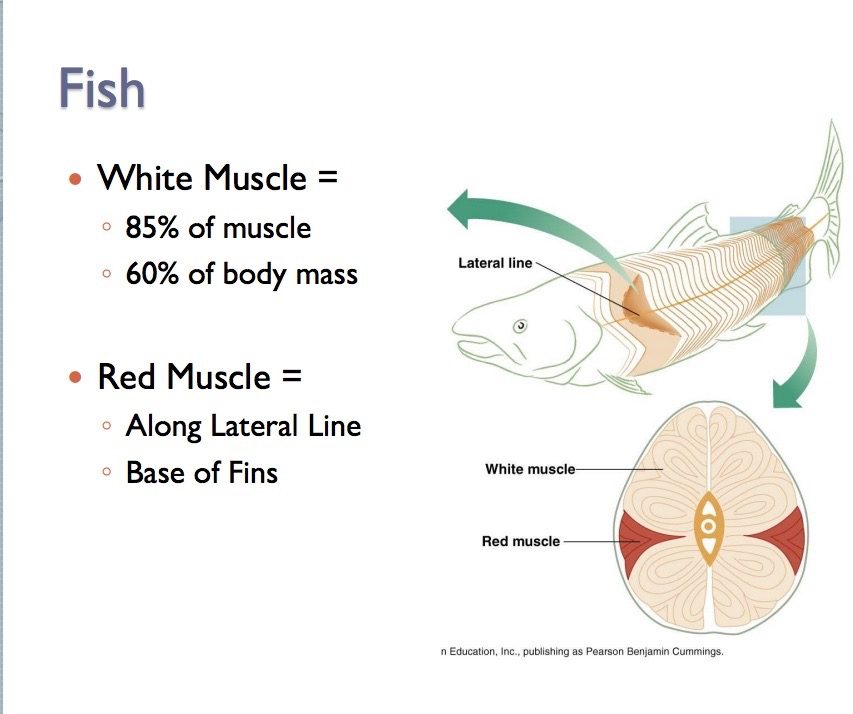 Fish
• White Muscle =
◦ 85% of muscle
◦ 60% of body mass
• Red Muscle =
◦ Along Lateral Line
◦ Base of Fins
Lateral line
White muscle
Red muscle
n Education, Inc., publishing as Pearson Benjamin Cummings.